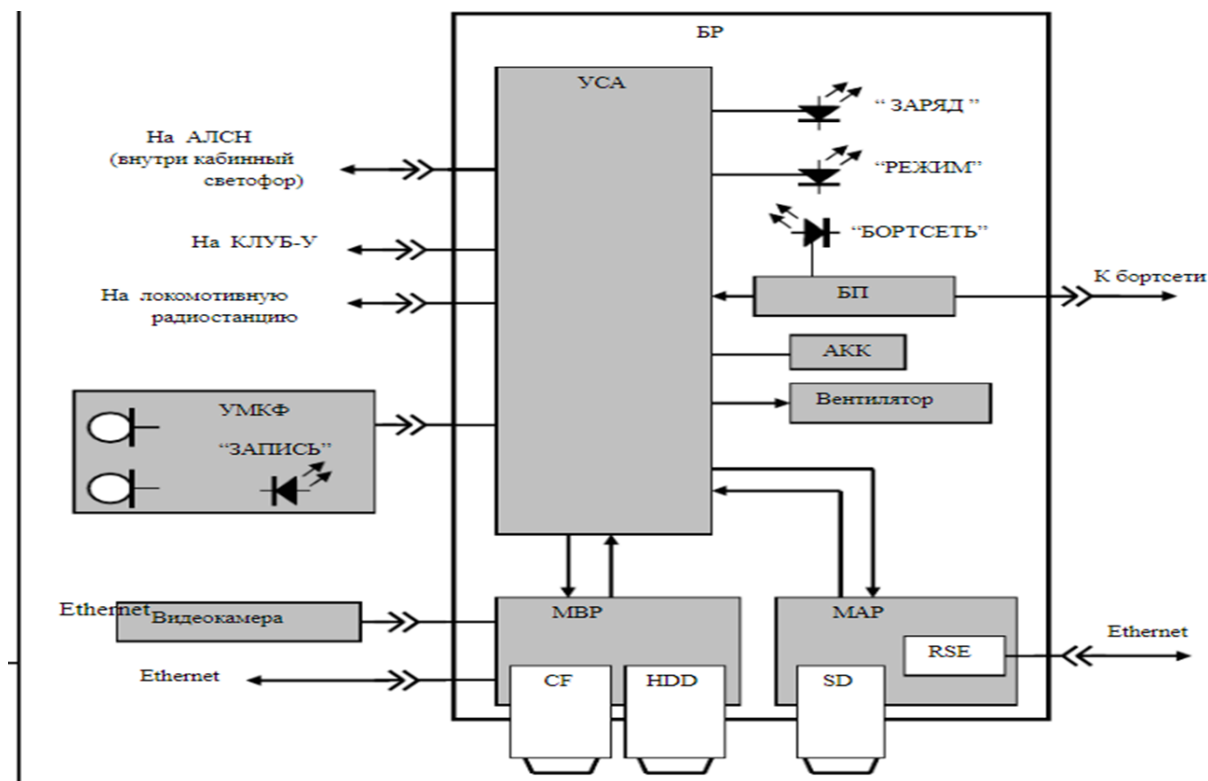 БР
УСА
“ ЗАРЯД ”
На АЛСН
(внутри кабинный
светофор)
“РЕЖИМ”
На КЛУБ-У
“БОРТСЕТЬ”
На локомотивную
радиостанцию
БП
К бортсети
АКК
Вентилятор
УМКФ
“ЗАПИСЬ”
Ethernet
Видеокамера
МВР
МАР
Ethernet
RSE
Ethernet
CF
HDD
SD